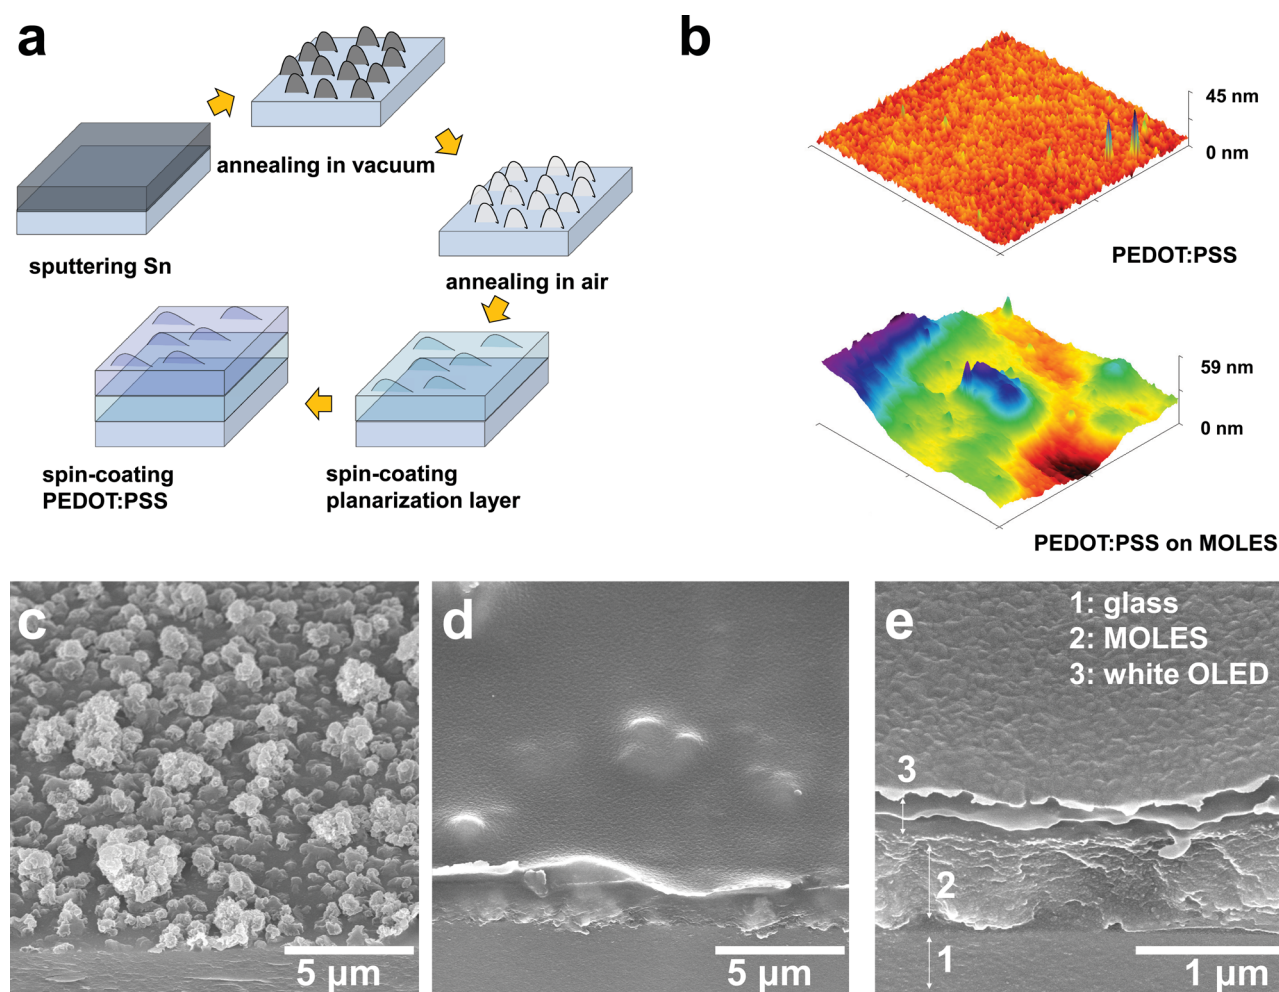 a
annealing in vacuum
sputtering Sn
annealing in air
spin-coating
planarization layer
spin-coating
PEDOT:PSS
b
45 nm
0 nm
PEDOT:PSS
59 nm
0 nm
PEDOT:PSS on MOLES
c
5 µm
d
5 µm
e
1: glass
2: MOLES
3: white OLED
3
2
1
1 µm